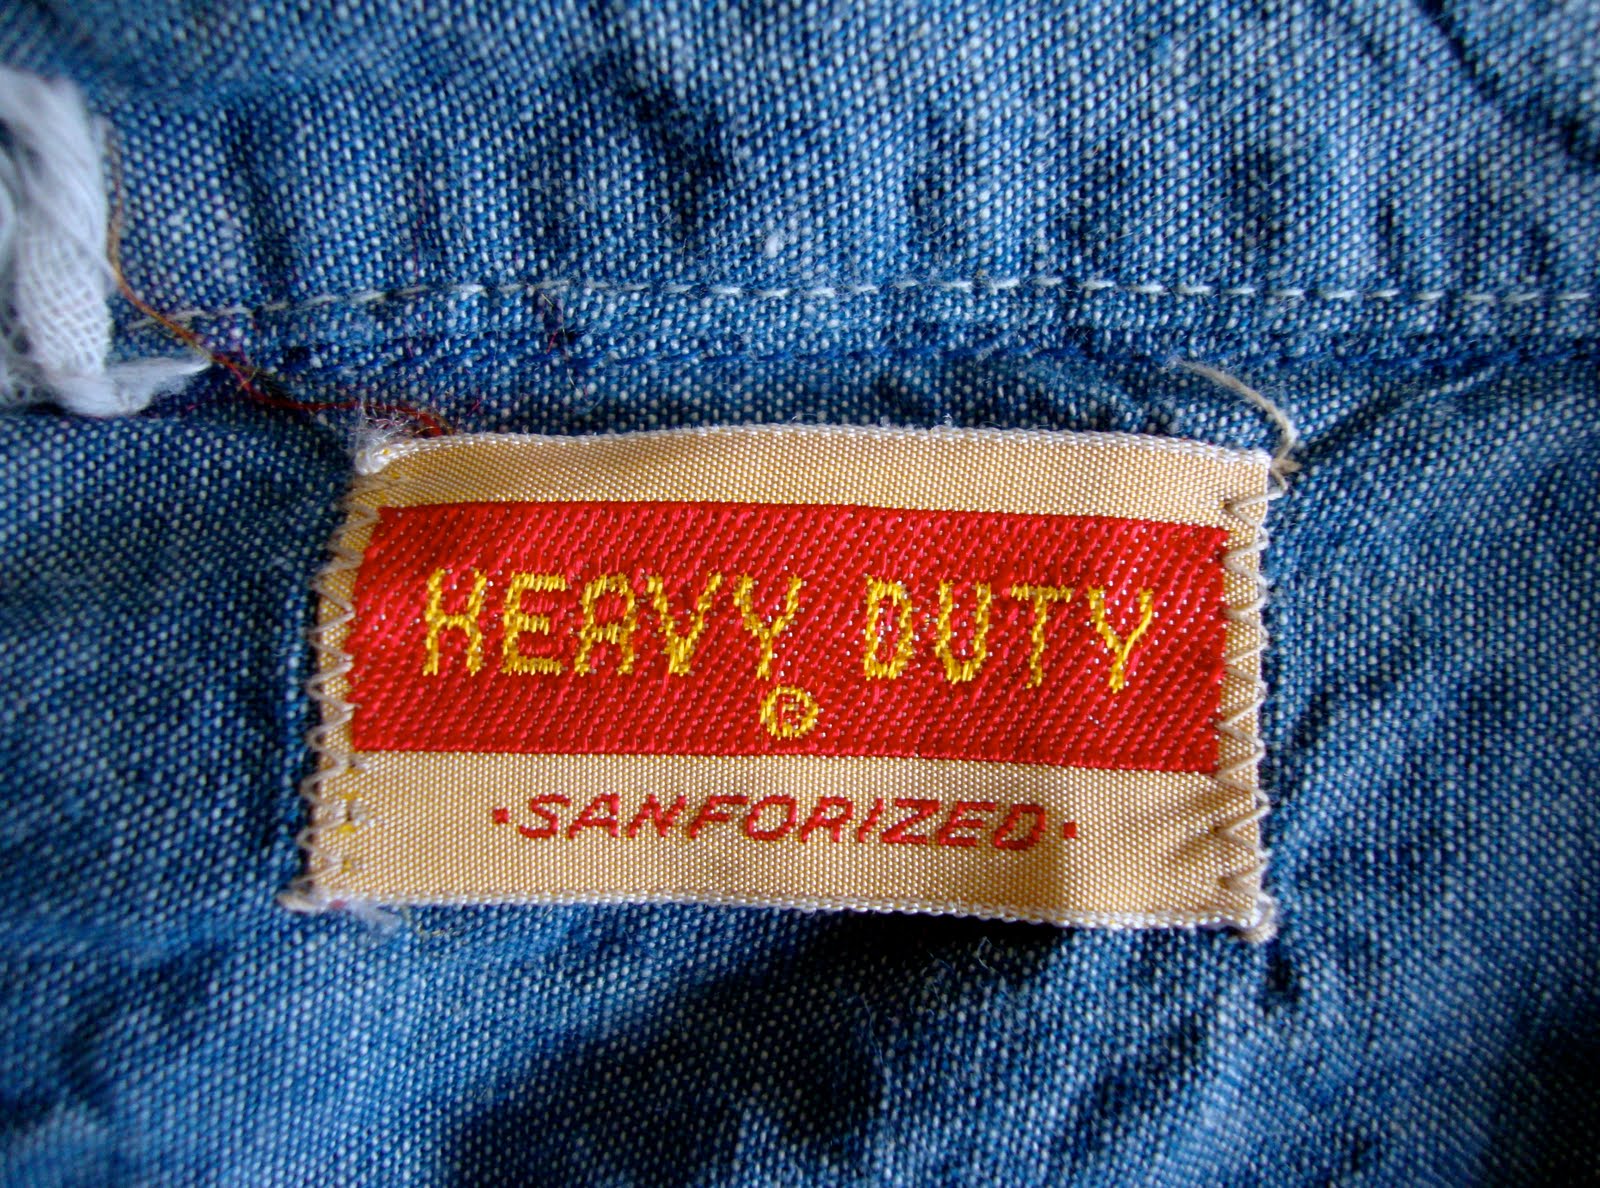 HEAVY DUTY
®
·SANFORIZED·